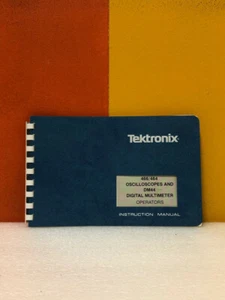 Tektronix®
465/464
OSCILLOSCOPES AND
DM44
DIGITAL MULTIMETER
OPERATORS
INSTRUCTION MANUAL